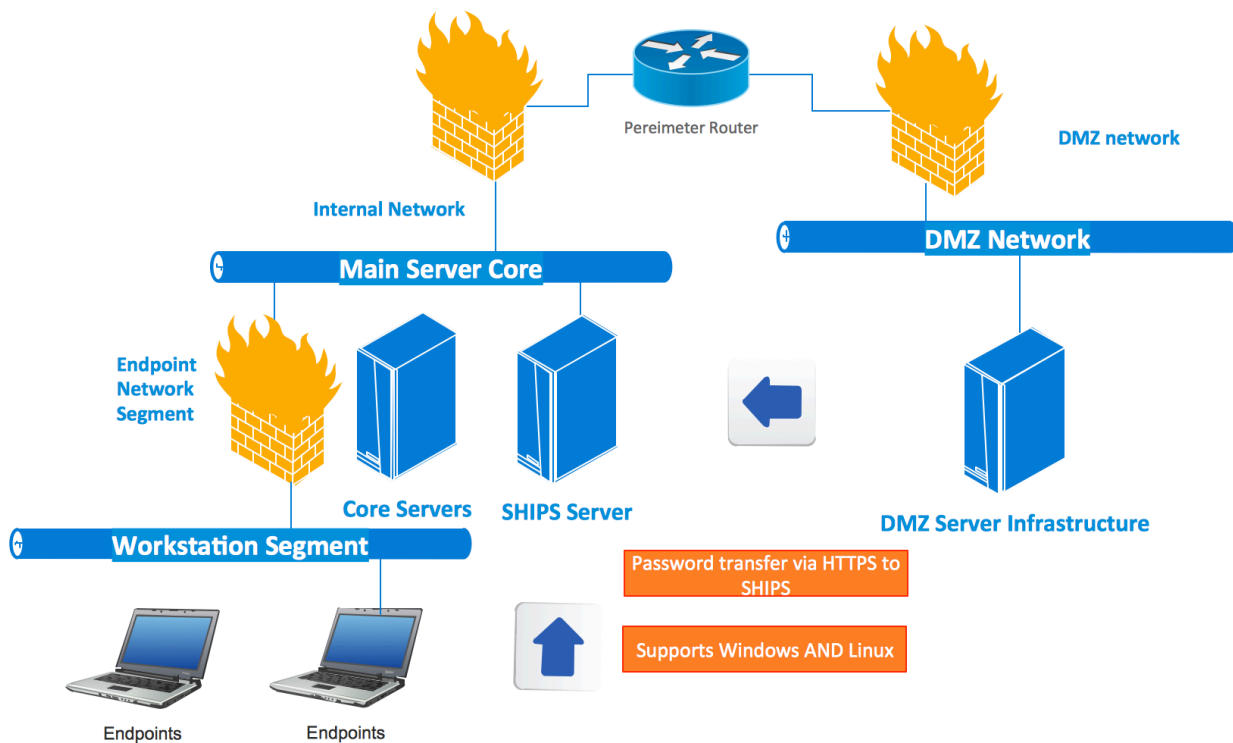 Pereimeter Router
DMZ network
Internal Network
DMZ Network
Main Server Core
Endpoint
Network
Segment
Core Servers
SHIPS Server
DMZ Server Infrastructure
Workstation Segment
Password transfer via HTTPS to
SHIPS
Supports Windows AND Linux
Endpoints
Endpoints